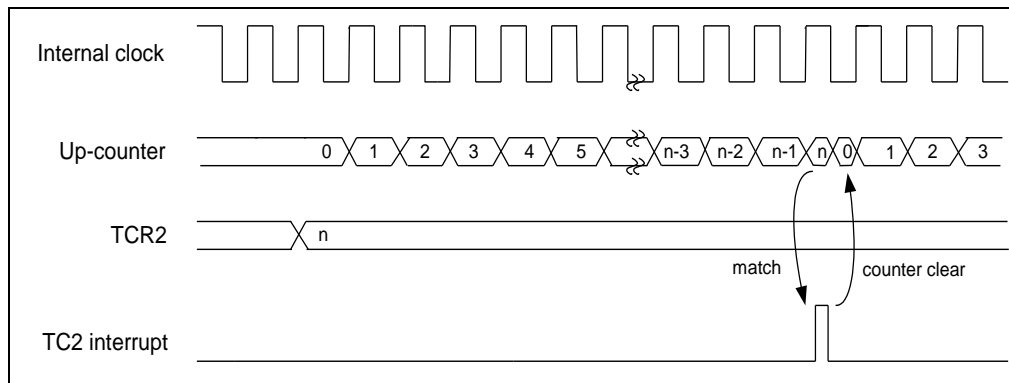 Internal clock
Up-counter 0 1 2 3 4 5 n-3 n-2 n-1 n 0 1 2 3
TCR2 n
match counter clear
TC2 interrupt